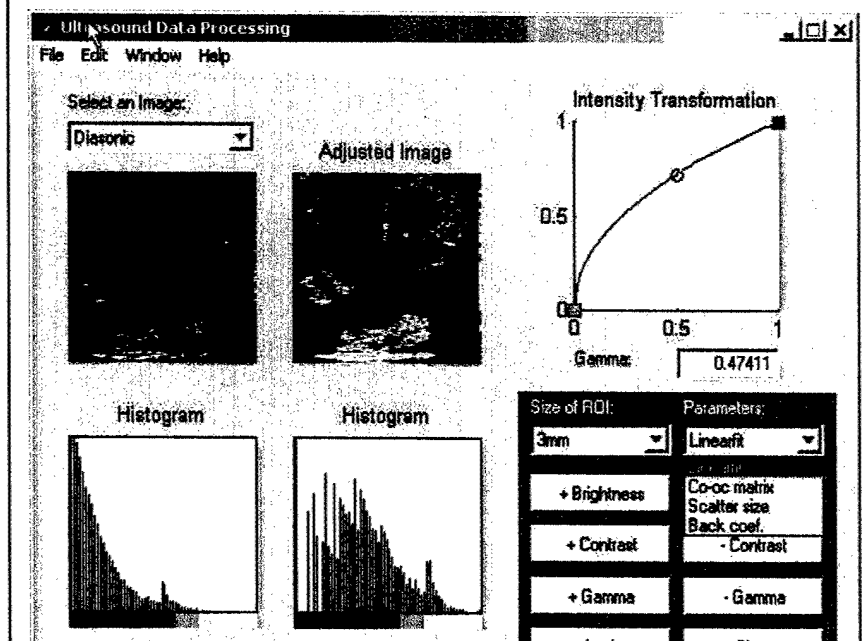 Ultrasound Data Processing
File Edit Window Help
Select an Image:
Diasonic
Adjusted Image
Intensity Transformation
1
0.5
0
0 0.5 1
Gamma: 0.47411
Histogram
Histogram
Size of ROI: Parameters:
3mm Linearfit
+ Brightness
Co-oc matrix
Scatter size
Back coef.
+ Contrast - Contrast
+ Gamma - Gamma